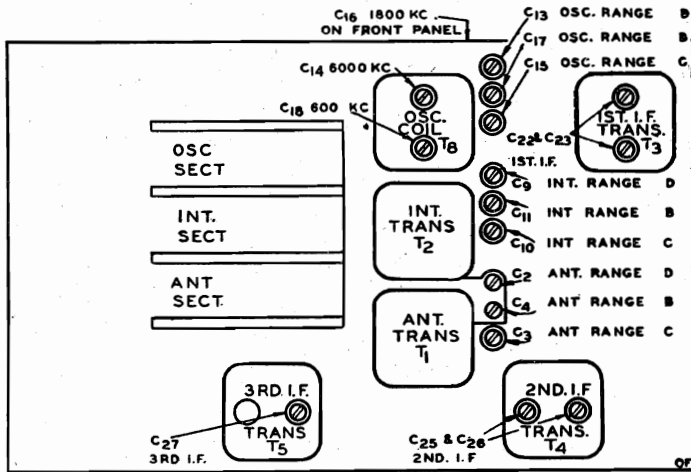 C16 1800 KC
ON FRONT PANEL
C13 OSC. RANGE D
C17 OSC. RANGE B
C15 OSC. RANGE C
C14 6000 KC
C18 600 KC
OSC.
COIL
T8
1ST. I.F.
TRANS.
T3
C22 & C23
1ST. I.F.
OSC
SECT
INT.
SECT
ANT
SECT.
INT.
TRANS
T2
C9 INT. RANGE D
C11 INT RANGE B
C10 INT RANGE C
C2 ANT. RANGE D
C4 ANT RANGE B
C3 ANT RANGE C
ANT.
TRANS
T1
3RD. I.F.
TRANS
T5
C27
3RD I.F.
2ND. I.F
TRANS.
T4
C25 & C26
2ND. I.F